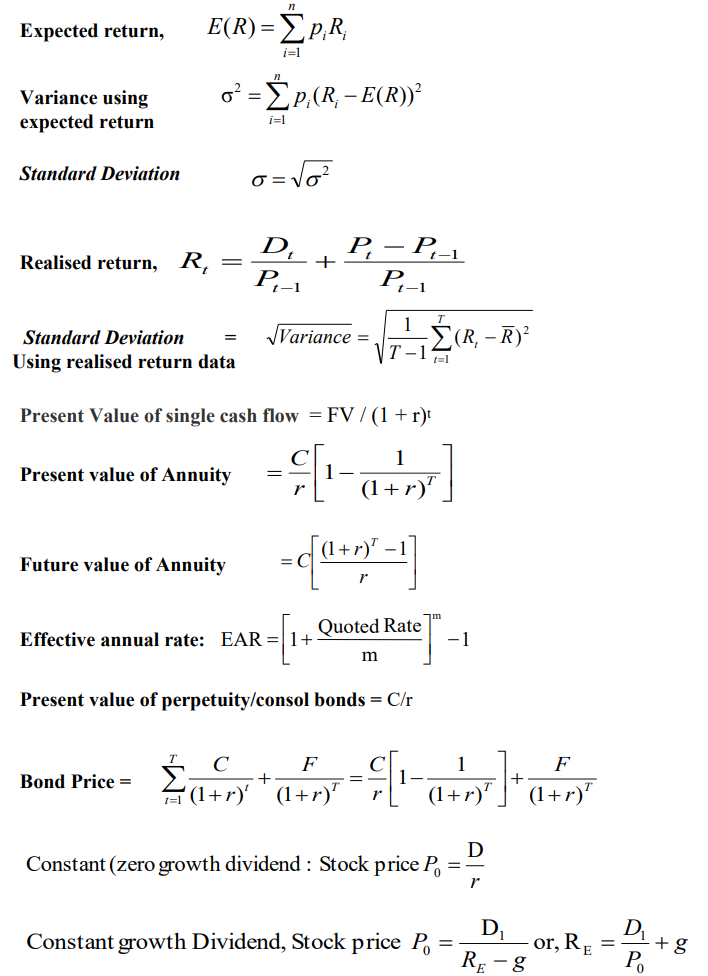 Expected return, E(R) = ∑_{i=1}^{n} p_i R_i
Variance using σ² = ∑_{i=1}^{n} p_i (R_i − E(R))²
expected return
Standard Deviation σ = √σ²
Realised return, R_t = D_t / P_{t−1} + (P_t − P_{t−1}) / P_{t−1}
Standard Deviation = √Variance = √( 1/(T−1) ∑_{t=1}^{T} (R_t − R̅)² )
Using realised return data
Present Value of single cash flow = FV / (1 + r)ᵗ
Present value of Annuity = C/r [1 − 1/(1 + r)^T]
Future value of Annuity = C[((1 + r)^T − 1)/r]
Effective annual rate: EAR = [1 + Quoted Rate/m]^m − 1
Present value of perpetuity/consol bonds = C/r
Bond Price = ∑_{t=1}^{T} C/(1+r)^t + F/(1+r)^T = C/r [1 − 1/(1+r)^T] + F/(1+r)^T
Constant (zero growth dividend : Stock price P_0 = D/r
Constant growth Dividend, Stock price P_0 = D_1/(R_E − g) or, R_E = D_1/P_0 + g